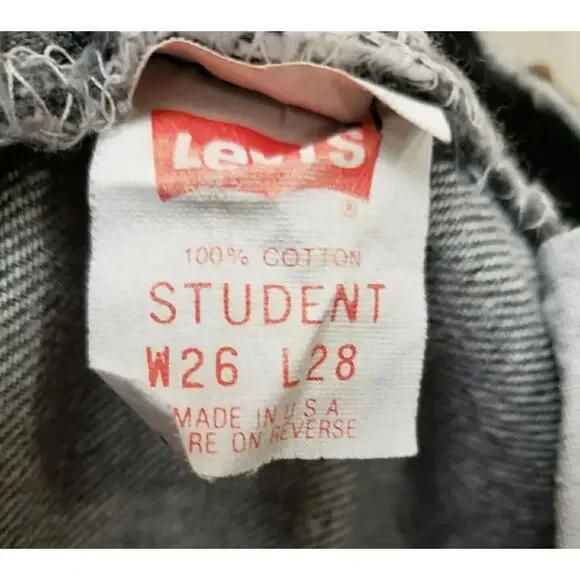 Levi's
®
100% COTTON
STUDENT
W26 L28
MADE IN U S A
RE ON REVERSE